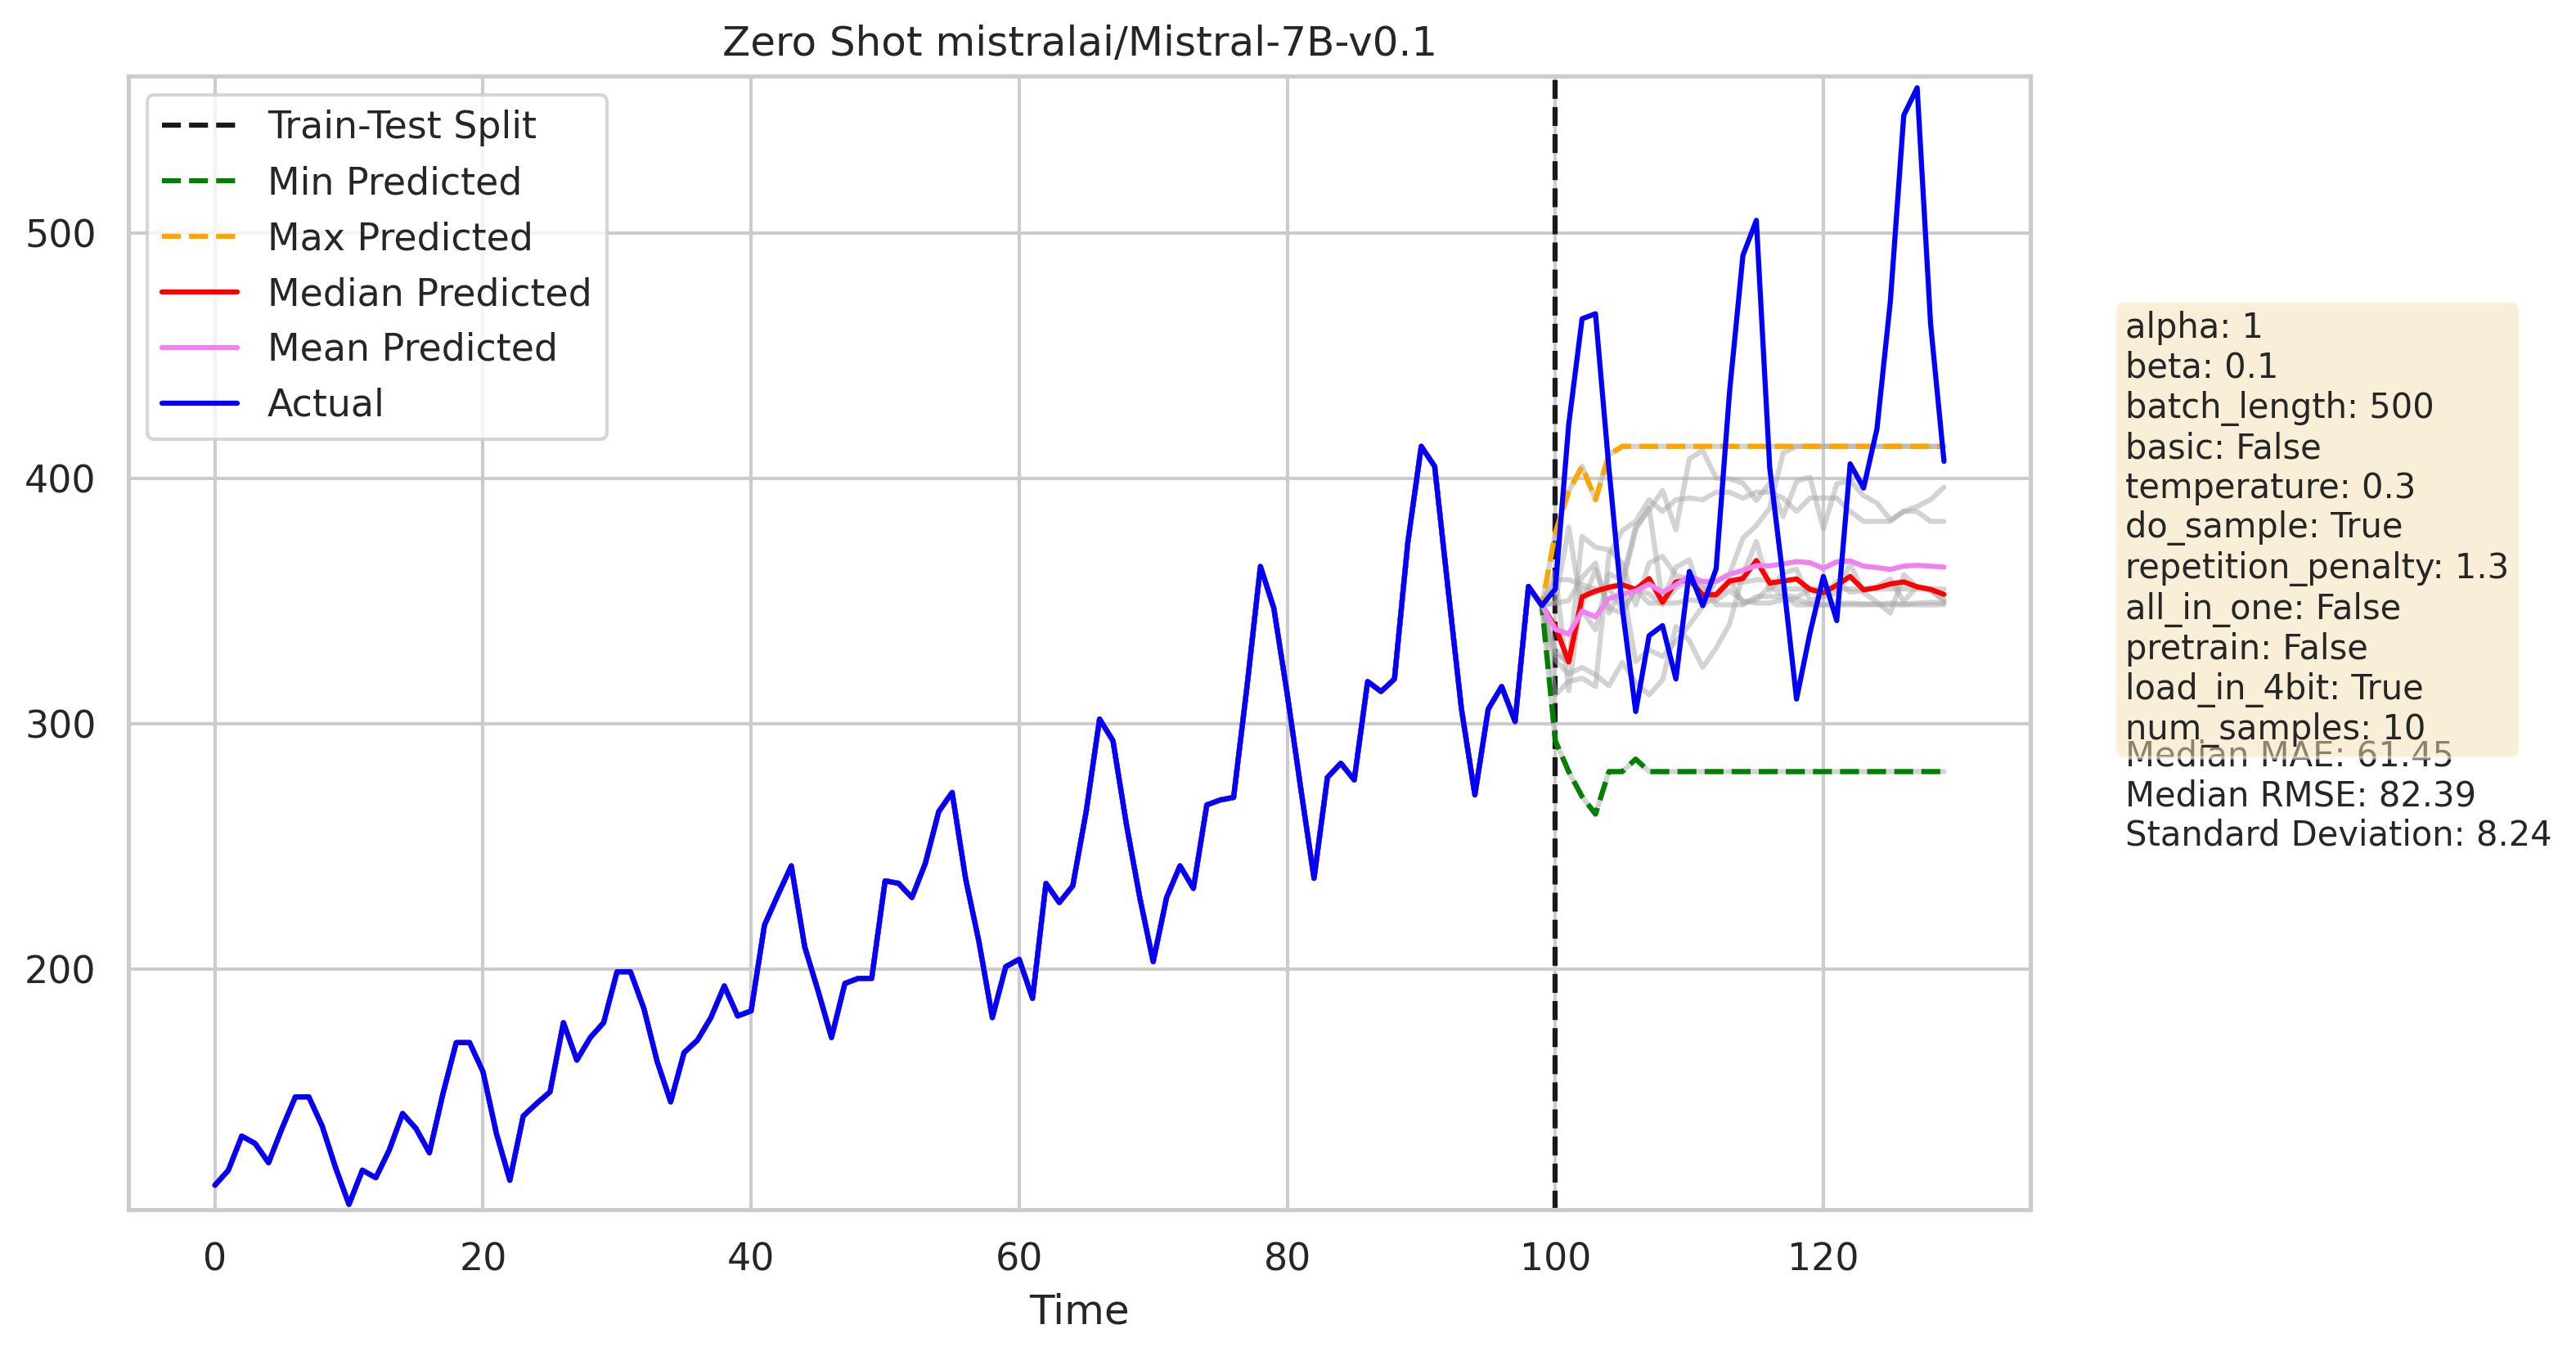 Zero Shot mistralai/Mistral-7B-v0.1
Train-Test Split
Min Predicted
Max Predicted
Median Predicted
Mean Predicted
Actual
500
400
300
200
0
20
40
60
80
100
120
Time
alpha: 1
beta: 0.1
batch_length: 500
basic: False
temperature: 0.3
do_sample: True
repetition_penalty: 1.3
all_in_one: False
pretrain: False
load_in_4bit: True
num_samples: 10
Median MAE: 61.45
Median RMSE: 82.39
Standard Deviation: 8.24